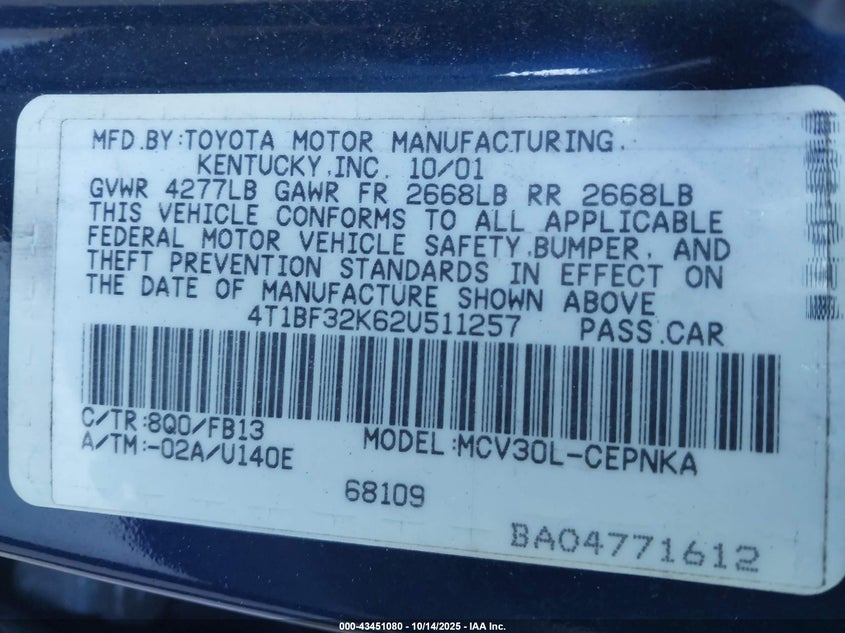 MFD.BY:TOYOTA MOTOR MANUFACTURING,
KENTUCKY,INC. 10/01
GVWR 4277LB GAWR FR 2668LB RR 2668LB
THIS VEHICLE CONFORMS TO ALL APPLICABLE
FEDERAL MOTOR VEHICLE SAFETY,BUMPER, AND
THEFT PREVENTION STANDARDS IN EFFECT ON
THE DATE OF MANUFACTURE SHOWN ABOVE
4T1BF32K62U511257 PASS.CAR
C/TR:8Q0/FB13
A/TM:-02A/U140E
MODEL:MCV30L-CEPNKA
68109
BA04771612
000-43451080 - 10/14/2025 - IAA Inc.